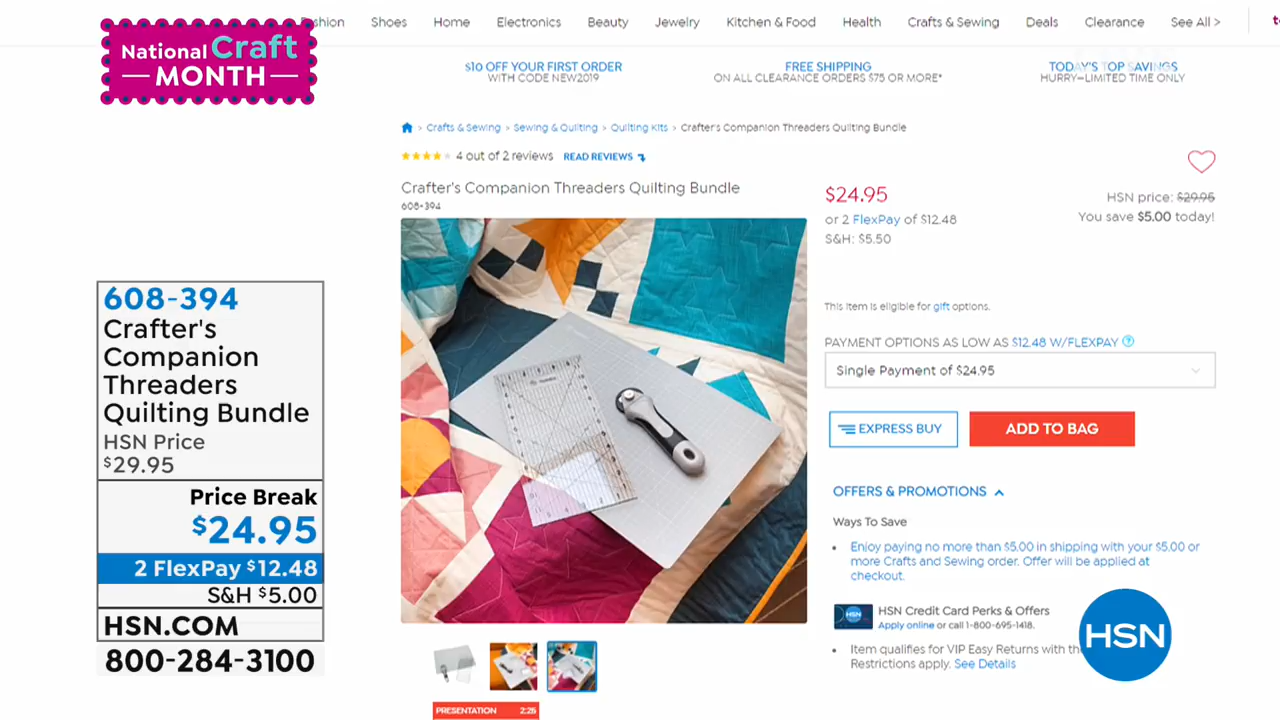 National Craft
MONTH
Fashion Shoes Home Electronics Beauty Jewelry Kitchen & Food Health Crafts & Sewing Deals Clearance See All >
$10 OFF YOUR FIRST ORDER
WITH CODE NEW2019
FREE SHIPPING
ON ALL CLEARANCE ORDERS $75 OR MORE*
TODAY'S TOP SAVINGS
HURRY—LIMITED TIME ONLY
> Crafts & Sewing > Sewing & Quilting > Quilting Kits > Crafter's Companion Threaders Quilting Bundle
4 out of 2 reviews READ REVIEWS
Crafter's Companion Threaders Quilting Bundle
608-394
$24.95
HSN price: $29.95
or 2 FlexPay of $12.48
You save $5.00 today!
S&H: $5.50
This item is eligible for gift options.
PAYMENT OPTIONS AS LOW AS $12.48 W/FLEXPAY ?
Single Payment of $24.95
EXPRESS BUY
ADD TO BAG
OFFERS & PROMOTIONS
Ways To Save
• Enjoy paying no more than $5.00 in shipping with your $5.00 or
more Crafts and Sewing order. Offer will be applied at
checkout.
HSN
HSN Credit Card Perks & Offers
Apply online or call 1-800-695-1418.
• Item qualifies for VIP Easy Returns with
Restrictions apply. See Details
HSN
608-394
Crafter's
Companion
Threaders
Quilting Bundle
HSN Price
$29.95
Price Break
$24.95
2 FlexPay $12.48
S&H $5.00
HSN.COM
800-284-3100
PRESENTATION 2:25